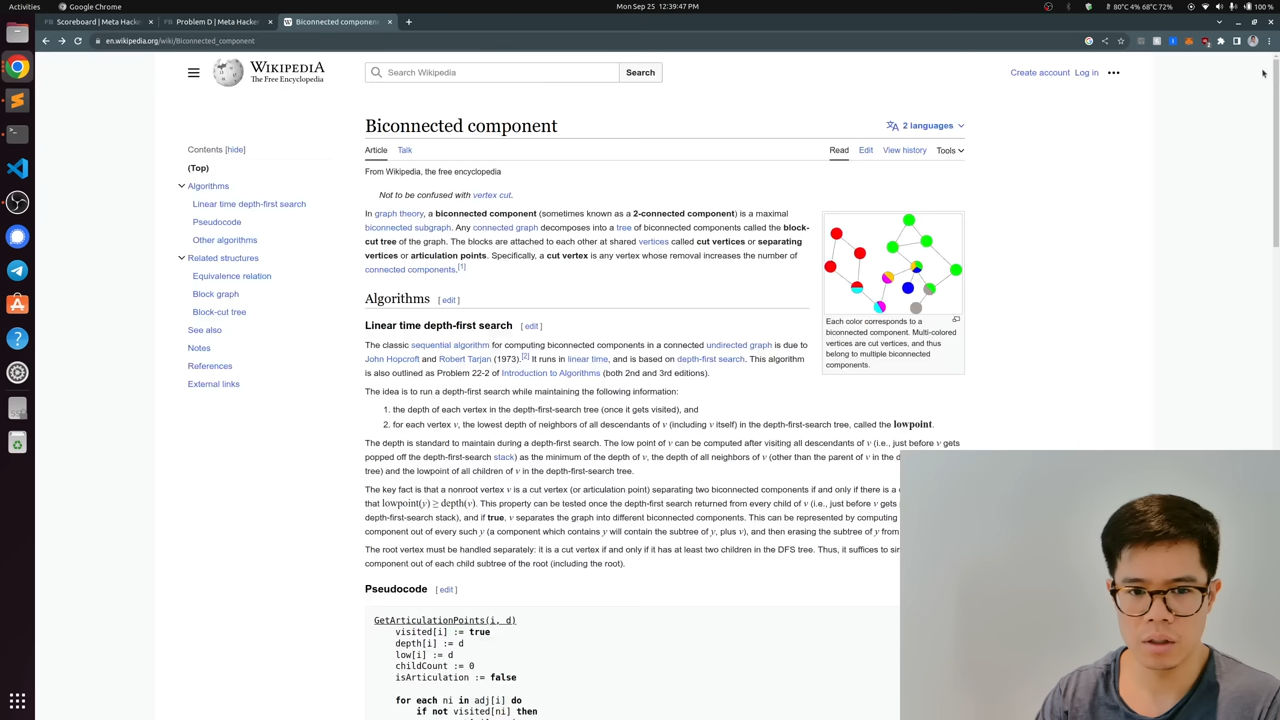 Activities
Google Chrome
Mon Sep 25 12:39:47 PM
80°C 4% 68°C 72%
100 %
Scoreboard | Meta Hacker
Problem D | Meta Hacker
Biconnected component
en.wikipedia.org/wiki/Biconnected_component
WIKIPEDIA
The Free Encyclopedia
Search Wikipedia
Search
Create account Log in
Contents [hide]
(Top)
Algorithms
Linear time depth-first search
Pseudocode
Other algorithms
Related structures
Equivalence relation
Block graph
Block-cut tree
See also
Notes
References
External links
Biconnected component
2 languages
Article Talk
Read Edit View history Tools
From Wikipedia, the free encyclopedia
Not to be confused with vertex cut.
In graph theory, a biconnected component (sometimes known as a 2-connected component) is a maximal
biconnected subgraph. Any connected graph decomposes into a tree of biconnected components called the block-
cut tree of the graph. The blocks are attached to each other at shared vertices called cut vertices or separating
vertices or articulation points. Specifically, a cut vertex is any vertex whose removal increases the number of
connected components.[1]
Each color corresponds to a
biconnected component. Multi-colored
vertices are cut vertices, and thus
belong to multiple biconnected
components.
Algorithms [ edit ]
Linear time depth-first search [ edit ]
The classic sequential algorithm for computing biconnected components in a connected undirected graph is due to
John Hopcroft and Robert Tarjan (1973).[2] It runs in linear time, and is based on depth-first search. This algorithm
is also outlined as Problem 22-2 of Introduction to Algorithms (both 2nd and 3rd editions).
The idea is to run a depth-first search while maintaining the following information:
1. the depth of each vertex in the depth-first-search tree (once it gets visited), and
2. for each vertex v, the lowest depth of neighbors of all descendants of v (including v itself) in the depth-first-search tree, called the lowpoint.
The depth is standard to maintain during a depth-first search. The low point of v can be computed after visiting all descendants of v (i.e., just before v gets
popped off the depth-first-search stack) as the minimum of the depth of v, the depth of all neighbors of v (other than the parent of v in the d
tree) and the lowpoint of all children of v in the depth-first-search tree.
The key fact is that a nonroot vertex v is a cut vertex (or articulation point) separating two biconnected components if and only if there is a c
that lowpoint(y) ≥ depth(v). This property can be tested once the depth-first search returned from every child of v (i.e., just before v gets
depth-first-search stack), and if true, v separates the graph into different biconnected components. This can be represented by computing
component out of every such y (a component which contains y will contain the subtree of y, plus v), and then erasing the subtree of y from
The root vertex must be handled separately: it is a cut vertex if and only if it has at least two children in the DFS tree. Thus, it suffices to sim
component out of each child subtree of the root (including the root).
Pseudocode [ edit ]
GetArticulationPoints(i, d)
visited[i] := true
depth[i] := d
low[i] := d
childCount := 0
isArticulation := false
for each ni in adj[i] do
if not visited[ni] then